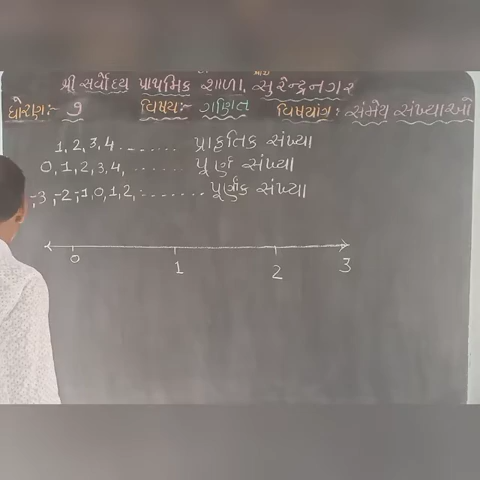 શ્રી સર્વોદય પ્રાથમિક શાળા, સુરેન્દ્રનગર
ધોરણ:- ૭ વિષય:- ગણિત વિષયાંગ: સંમેય સંખ્યાઓ
1, 2, 3, 4 ........ પ્રાકૃતિક સંખ્યા
0, 1, 2, 3, 4, ...... પૂર્ણ સંખ્યા
-3, -2, -1, 0, 1, 2, ........ પૂર્ણાંક સંખ્યા
0 1 2 3